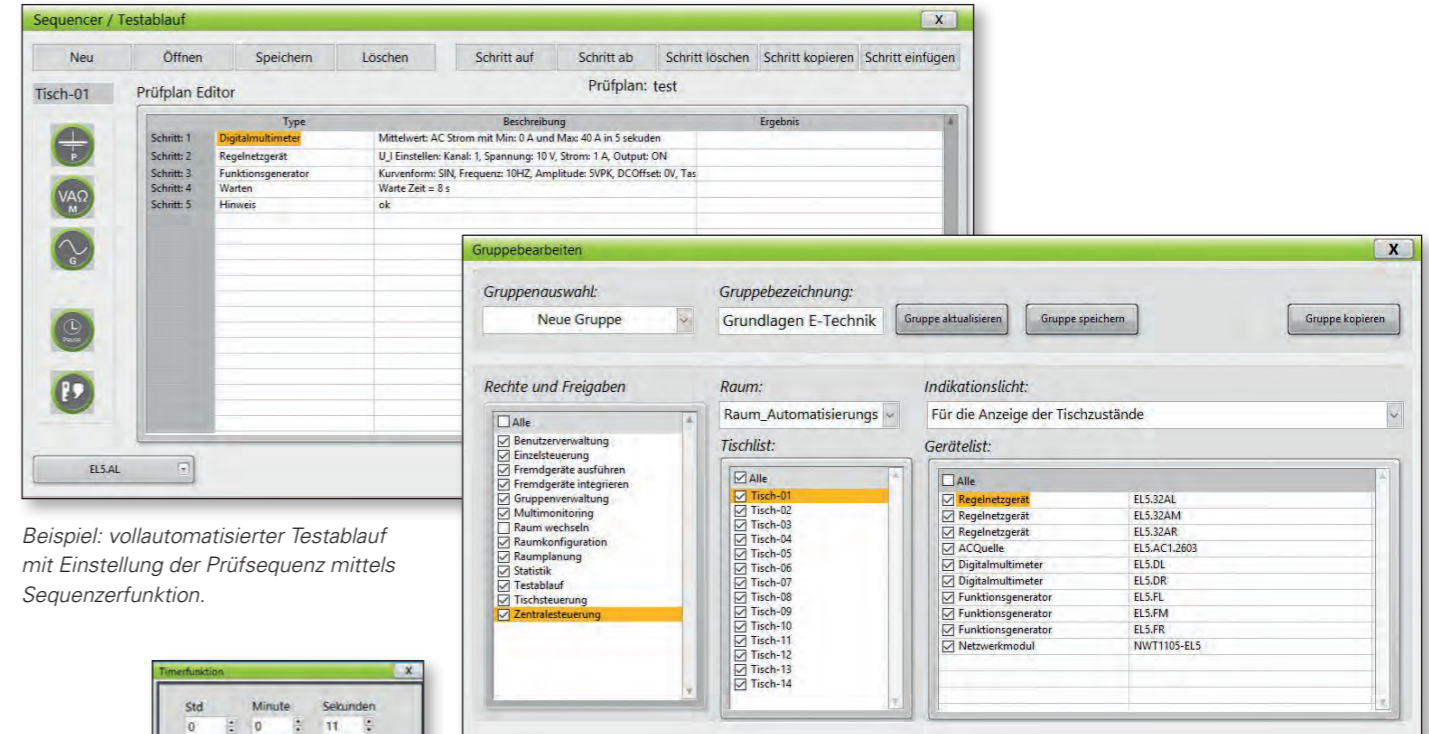 Sequencer / Testablauf
X
Neu Öffnen Speichern Löschen Schritt auf Schritt ab Schritt löschen Schritt kopieren Schritt einfügen
Tisch-01 Prüfplan Editor Prüfplan: test
Type Beschreibung Ergebnis
Schritt: 1 Digitalmultimeter Mittelwert: AC Strom mit Min: 0 A und Max: 40 A in 5 sekuden
Schritt: 2 Regelnetzgerät U_I Einstellen: Kanal: 1, Spannung: 10 V, Strom: 1 A, Output: ON
Schritt: 3 Funktionsgenerator Kurvenform: SIN, Frequenz: 10HZ, Amplitude: 5VPK, DCOffset: 0V, Tas
Schritt: 4 Warten Warte Zeit = 8 s
Schritt: 5 Hinweis ok
P
VAΩ
M
G
Pause
EL5.AL
Beispiel: vollautomatisierter Testablauf
mit Einstellung der Prüfsequenz mittels
Sequenzerfunktion.
Timerfunktion X
Std Minute Sekunden
0 0 11
Gruppebearbeiten X
Gruppenauswahl: Gruppebezeichnung:
Neue Gruppe Grundlagen E-Technik Gruppe aktualisieren Gruppe speichern Gruppe kopieren
Rechte und Freigaben Raum: Indikationslicht:
Raum_Automatisierungs Für die Anzeige der Tischzustände
Alle
Benutzerverwaltung
Einzelsteuerung
Fremdgeräte ausführen
Fremdgeräte integrieren
Gruppenverwaltung
Multimonitoring
Raum wechseln
Raumkonfiguration
Raumplanung
Statistik
Testablauf
Tischsteuerung
Zentralesteuerung
Tischlist:
Alle
Tisch-01
Tisch-02
Tisch-03
Tisch-04
Tisch-05
Tisch-06
Tisch-07
Tisch-08
Tisch-09
Tisch-10
Tisch-11
Tisch-12
Tisch-13
Tisch-14
Gerätelist:
Alle
Regelnetzgerät EL5.32AL
Regelnetzgerät EL5.32AM
Regelnetzgerät EL5.32AR
ACQuelle EL5.AC1.2603
Digitalmultimeter EL5.DL
Digitalmultimeter EL5.DR
Funktionsgenerator EL5.FL
Funktionsgenerator EL5.FM
Funktionsgenerator EL5.FR
Netzwerkmodul NWT1105-EL5